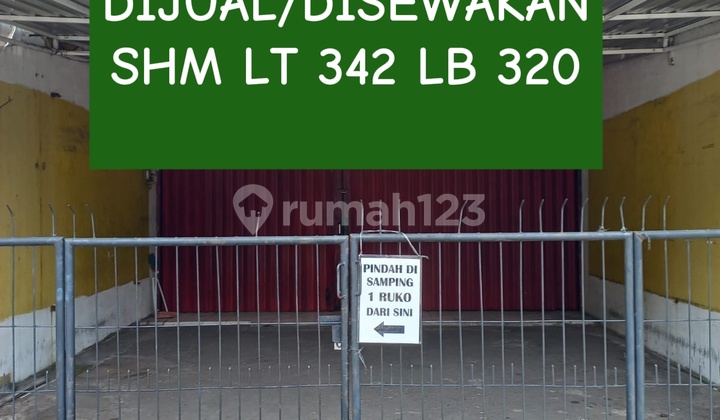 DIJUAL/DISEWAKAN
SHM LT 342 LB 320
rumah123
PINDAH DI
SAMPING
1 RUKO
DARI SINI